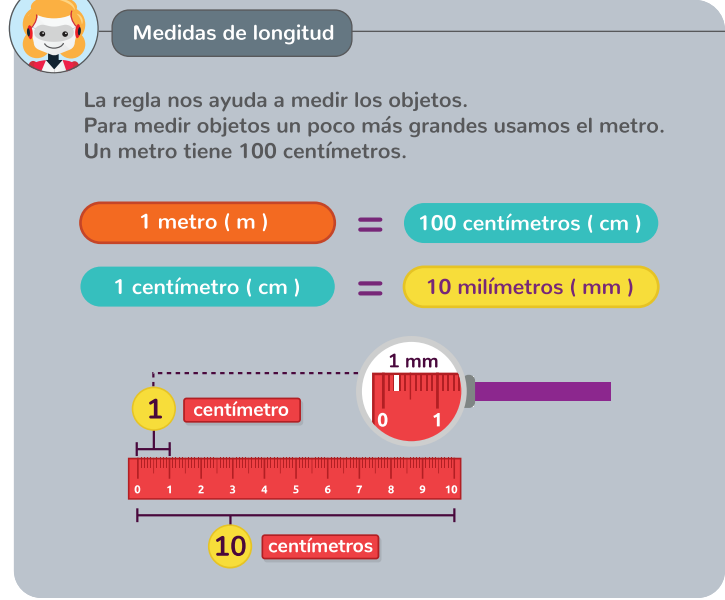 Medidas de longitud
La regla nos ayuda a medir los objetos.
Para medir objetos un poco más grandes usamos el metro.
Un metro tiene 100 centímetros.
1 metro ( m ) = 100 centímetros ( cm )
1 centímetro ( cm ) = 10 milímetros ( mm )
1 mm
0 1
1 centímetro
0 1 2 3 4 5 6 7 8 9 10
10 centímetros